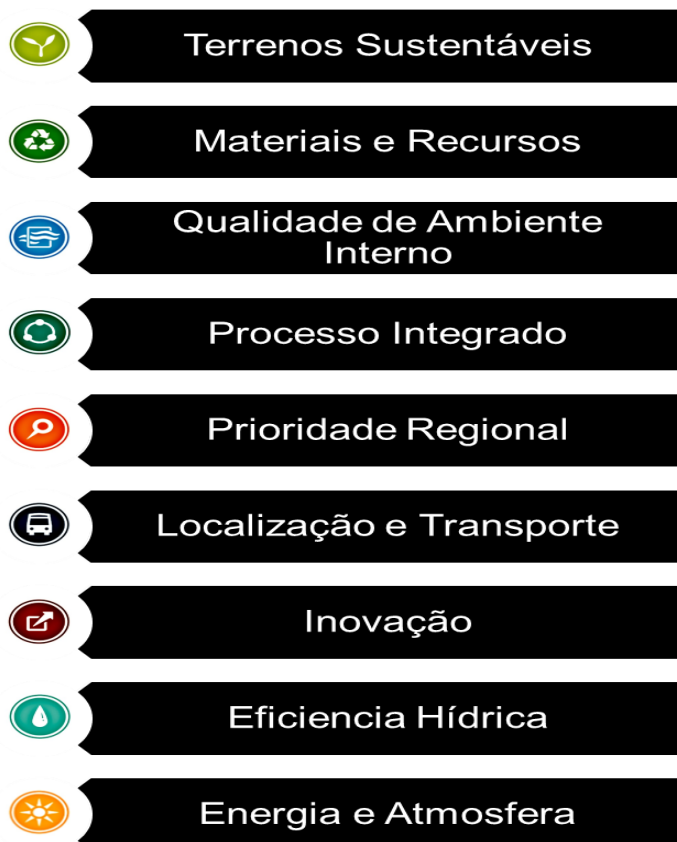 Terrenos Sustentáveis
Materiais e Recursos
Qualidade de Ambiente
Interno
Processo Integrado
Prioridade Regional
Localização e Transporte
Inovação
Eficiencia Hídrica
Energia e Atmosfera